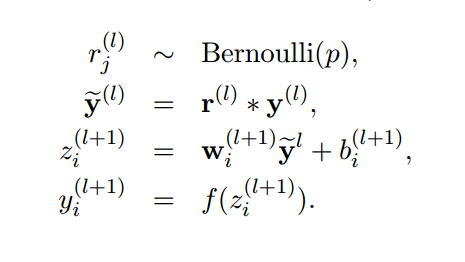 r_j^{(l)} ∼ Bernoulli(p),
ỹ^{(l)} = r^{(l)} * y^{(l)},
z_i^{(l+1)} = w_i^{(l+1)} ỹ^l + b_i^{(l+1)},
y_i^{(l+1)} = f(z_i^{(l+1)}).